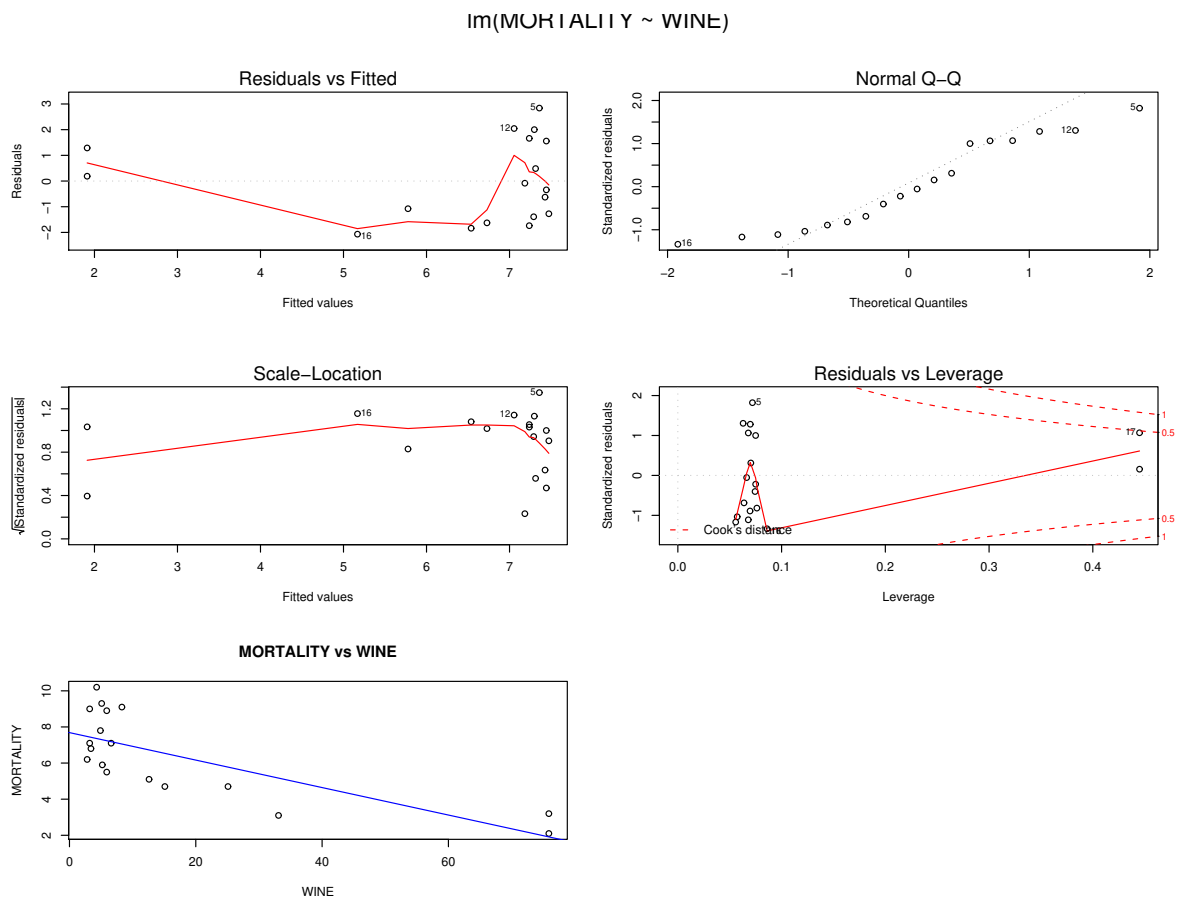 lm(MORTALITY ~ WINE)
Residuals vs Fitted
Residuals
3
2
1
0
−1
−2
5
12
16
2 3 4 5 6 7
Fitted values
Normal Q−Q
Standardized residuals
2.0
1.0
0.0
−1.0
5
12
16
−2 −1 0 1 2
Theoretical Quantiles
Scale−Location
√|Standardized residuals|
1.2
0.8
0.4
0.0
5
16
12
2 3 4 5 6 7
Fitted values
Residuals vs Leverage
Standardized residuals
2
1
0
−1
5
17
1
0.5
0.5
1
Cook's distance
0.0 0.1 0.2 0.3 0.4
Leverage
MORTALITY vs WINE
MORTALITY
10
8
6
4
2
0 20 40 60
WINE